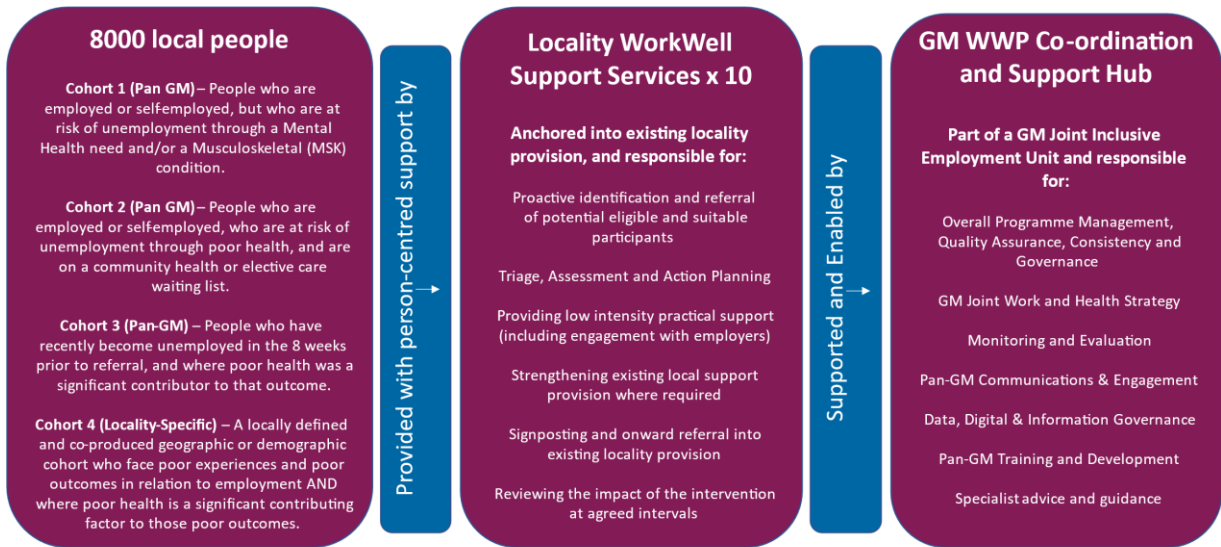 8000 local people
Cohort 1 (Pan GM) – People who are
employed or self-employed, but who are at
risk of unemployment through a Mental
Health need and/or a Musculoskeletal (MSK)
condition.
Cohort 2 (Pan GM) – People who are
employed or self-employed, who are at risk of
unemployment through poor health, and are
on a community health or elective care
waiting list.
Cohort 3 (Pan-GM) – People who have
recently become unemployed in the 8 weeks
prior to referral, and where poor health was a
significant contributor to that outcome.
Cohort 4 (Locality-Specific) – A locally defined
and co-produced geographic or demographic
cohort who face poor experiences and poor
outcomes in relation to employment AND
where poor health is a significant contributing
factor to those poor outcomes.
Provided with person-centred support by
Locality WorkWell
Support Services x 10
Anchored into existing locality
provision, and responsible for:
Proactive identification and referral
of potential eligible and suitable
participants
Triage, Assessment and Action Planning
Providing low intensity practical support
(including engagement with employers)
Strengthening existing local support
provision where required
Signposting and onward referral into
existing locality provision
Reviewing the impact of the intervention
at agreed intervals
Supported and Enabled by
GM WWP Co-ordination
and Support Hub
Part of a GM Joint Inclusive
Employment Unit and responsible
for:
Overall Programme Management,
Quality Assurance, Consistency and
Governance
GM Joint Work and Health Strategy
Monitoring and Evaluation
Pan-GM Communications & Engagement
Data, Digital & Information Governance
Pan-GM Training and Development
Specialist advice and guidance